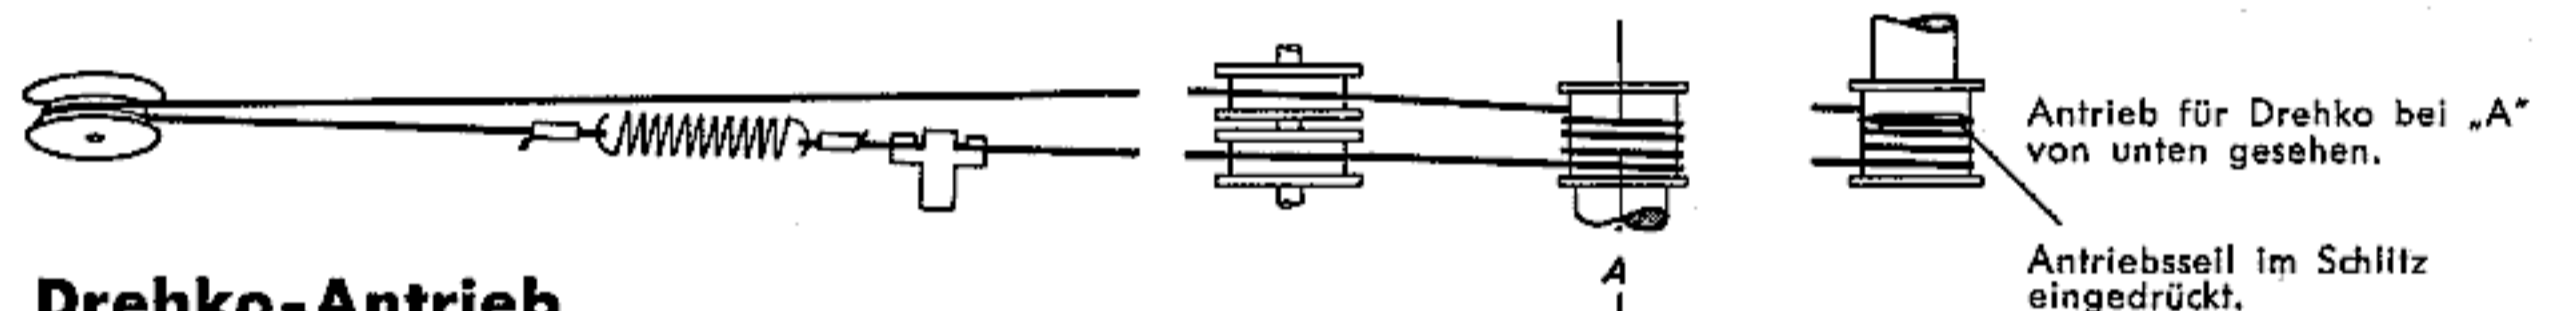 Antrieb für Drehko bei „A"
von unten gesehen.
A
Antriebsseil im Schlitz
eingedrückt.
Drehko-Antrieb